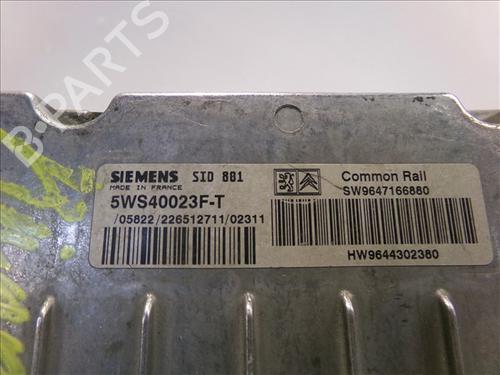 B-PARTS
SIEMENS SID 801
MADE IN FRANCE
5WS40023F-T
/05822/226512711/02311
Common Rail
SW9647166880
HW9644302380